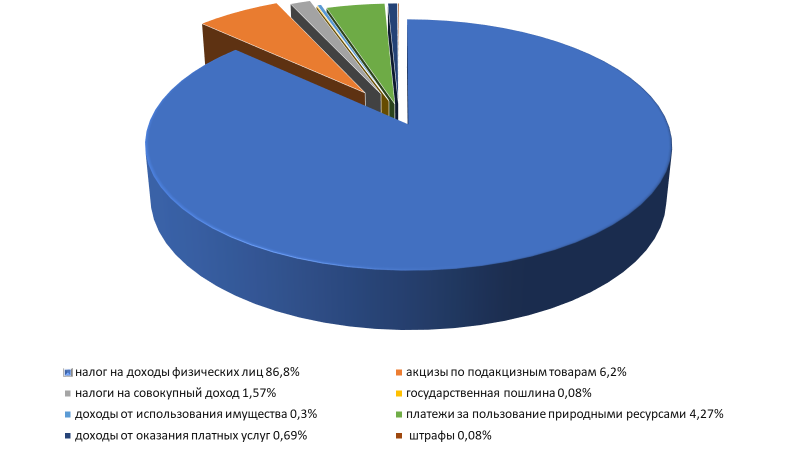 налог на доходы физических лиц 86,8%
акцизы по подакцизным товарам 6,2%
налоги на совокупный доход 1,57%
государственная пошлина 0,08%
доходы от использования имущества 0,3%
платежи за пользование природными ресурсами 4,27%
доходы от оказания платных услуг 0,69%
штрафы 0,08%